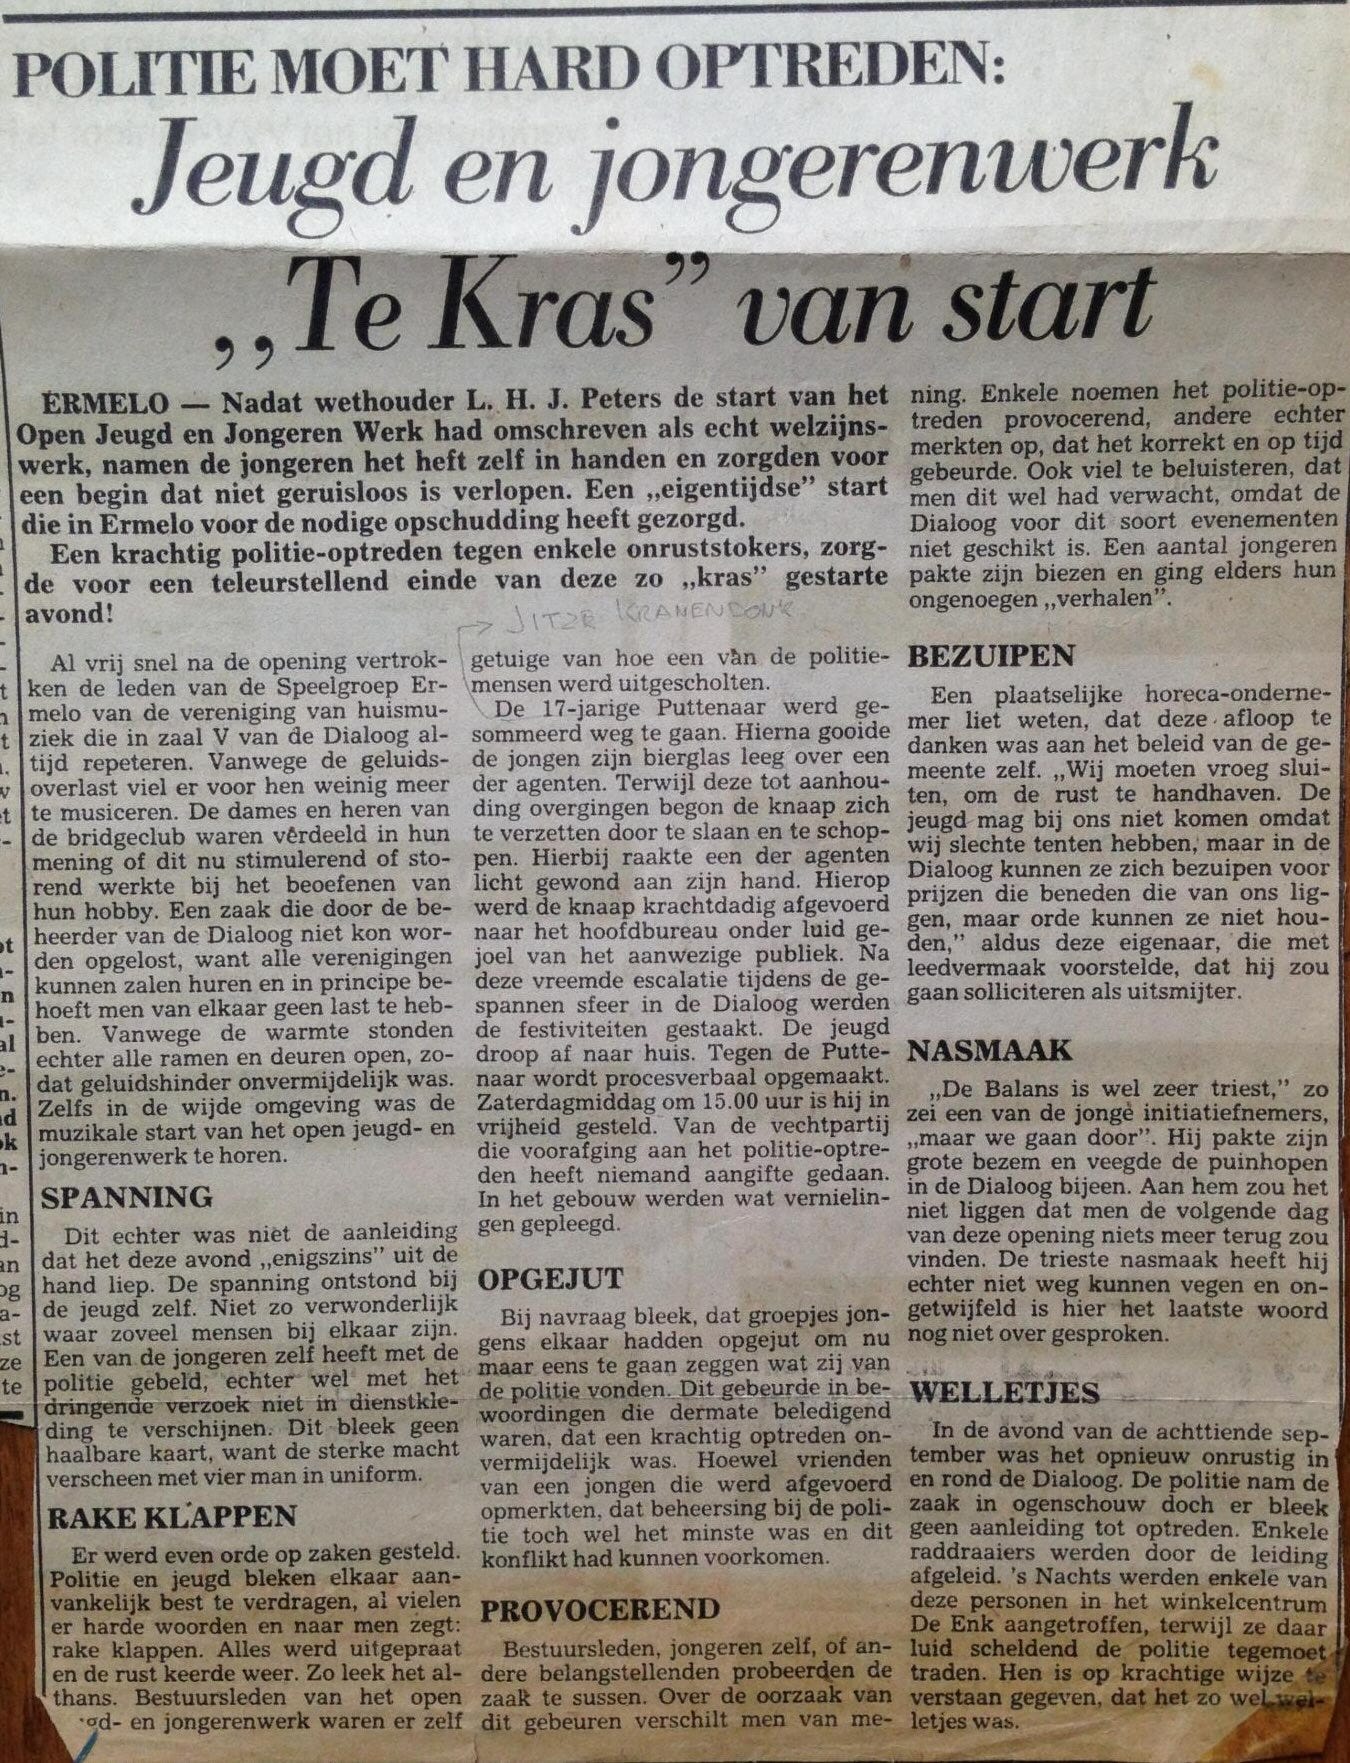 POLITIE MOET HARD OPTREDEN:
Jeugd en jongerenwerk
„Te Kras” van start
ERMELO — Nadat wethouder L. H. J. Peters de start van het
Open Jeugd en Jongeren Werk had omschreven als echt welzijns-
werk, namen de jongeren het heft zelf in handen en zorgden voor
een begin dat niet geruisloos is verlopen. Een „eigentijdse” start
die in Ermelo voor de nodige opschudding heeft gezorgd.
Een krachtig politie-optreden tegen enkele onruststokers, zorg-
de voor een teleurstellend einde van deze zo „kras” gestarte
avond!
JITZE KRANENDONK
Al vrij snel na de opening vertrok-
ken de leden van de Speelgroep Er-
melo van de vereniging van huismu-
ziek die in zaal V van de Dialoog al-
tijd repeteren. Vanwege de geluids-
overlast viel er voor hen weinig meer
te musiceren. De dames en heren van
de bridgeclub waren vêrdeeld in hun
mening of dit nu stimulerend of sto-
rend werkte bij het beoefenen van
hun hobby. Een zaak die door de be-
heerder van de Dialoog niet kon wor-
den opgelost, want alle verenigingen
kunnen zalen huren en in principe be-
hoeft men van elkaar geen last te heb-
ben. Vanwege de warmte stonden
echter alle ramen en deuren open, zo-
dat geluidshinder onvermijdelijk was.
Zelfs in de wijde omgeving was de
muzikale start van het open jeugd- en
jongerenwerk te horen.
SPANNING
Dit echter was niet de aanleiding
dat het deze avond „enigszins” uit de
hand liep. De spanning ontstond bij
de jeugd zelf. Niet zo verwonderlijk
waar zoveel mensen bij elkaar zijn.
Een van de jongeren zelf heeft met de
politie gebeld, echter wel met het
dringende verzoek niet in dienstkle-
ding te verschijnen. Dit bleek geen
haalbare kaart, want de sterke macht
verscheen met vier man in uniform.
RAKE KLAPPEN
Er werd even orde op zaken gesteld.
Politie en jeugd bleken elkaar aan-
vankelijk best te verdragen, al vielen
er harde woorden en naar men zegt:
rake klappen. Alles werd uitgepraat
en de rust keerde weer. Zo leek het al-
thans. Bestuursleden van het open
gd- en jongerenwerk waren er zelf
getuige van hoe een van de politie-
mensen werd uitgescholten.
De 17-jarige Puttenaar werd ge-
sommeerd weg te gaan. Hierna gooide
de jongen zijn bierglas leeg over een
der agenten. Terwijl deze tot aanhou-
ding overgingen begon de knaap zich
te verzetten door te slaan en te schop-
pen. Hierbij raakte een der agenten
licht gewond aan zijn hand. Hierop
werd de knaap krachtdadig afgevoerd
naar het hoofdbureau onder luid ge-
joel van het aanwezige publiek. Na
deze vreemde escalatie tijdens de ge-
spannen sfeer in de Dialoog werden
de festiviteiten gestaakt. De jeugd
droop af naar huis. Tegen de Putte-
naar wordt procesverbaal opgemaakt.
Zaterdagmiddag om 15.00 uur is hij in
vrijheid gesteld. Van de vechtpartij
die voorafging aan het politie-optre-
den heeft niemand aangifte gedaan.
In het gebouw werden wat vernielin-
gen gepleegd.
OPGEJUT
Bij navraag bleek, dat groepjes jon-
gens elkaar hadden opgejut om nu
maar eens te gaan zeggen wat zij van
de politie vonden. Dit gebeurde in be-
woordingen die dermate beledigend
waren, dat een krachtig optreden on-
vermijdelijk was. Hoewel vrienden
van een jongen die werd afgevoerd
opmerkten, dat beheersing bij de poli-
tie toch wel het minste was en dit
konflikt had kunnen voorkomen.
PROVOCEREND
Bestuursleden, jongeren zelf, of an-
dere belangstellenden probeerden de
zaak te sussen. Over de oorzaak van
dit gebeuren verschilt men van me-
ning. Enkele noemen het politie-op-
treden provocerend, andere echter
merkten op, dat het korrekt en op tijd
gebeurde. Ook viel te beluisteren, dat
men dit wel had verwacht, omdat de
Dialoog voor dit soort evenementen
niet geschikt is. Een aantal jongeren
pakte zijn biezen en ging elders hun
ongenoegen „verhalen”.
BEZUIPEN
Een plaatselijke horeca-onderne-
mer liet weten, dat deze afloop te
danken was aan het beleid van de ge-
meente zelf. „Wij moeten vroeg slui-
ten, om de rust te handhaven. De
jeugd mag bij ons niet komen omdat
wij slechte tenten hebben, maar in de
Dialoog kunnen ze zich bezuipen voor
prijzen die beneden die van ons lig-
gen, maar orde kunnen ze niet hou-
den,” aldus deze eigenaar, die met
leedvermaak voorstelde, dat hij zou
gaan solliciteren als uitsmijter.
NASMAAK
„De Balans is wel zeer triest,” zo
zei een van de jonge initiatiefnemers,
„maar we gaan door”. Hij pakte zijn
grote bezem en veegde de puinhopen
in de Dialoog bijeen. Aan hem zou het
niet liggen dat men de volgende dag
van deze opening niets meer terug zou
vinden. De trieste nasmaak heeft hij
echter niet weg kunnen vegen en on-
getwijfeld is hier het laatste woord
nog niet over gesproken.
WELLETJES
In de avond van de achttiende sep-
tember was het opnieuw onrustig in
en rond de Dialoog. De politie nam de
zaak in ogenschouw doch er bleek
geen aanleiding tot optreden. Enkele
raddraaiers werden door de leiding
afgeleid. 's Nachts werden enkele van
deze personen in het winkelcentrum
De Enk aangetroffen, terwijl ze daar
luid scheldend de politie tegemoet
traden. Hen is op krachtige wijze te
verstaan gegeven, dat het zo wel wel-
letjes was.